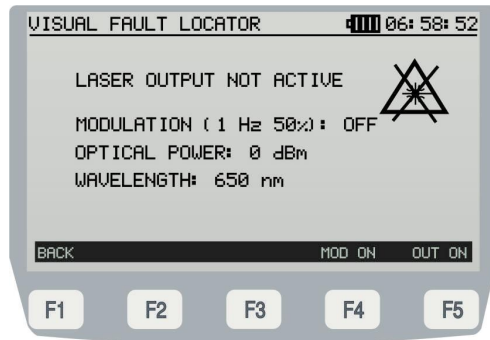 VISUAL FAULT LOCATOR 06:58:52
LASER OUTPUT NOT ACTIVE
MODULATION (1 Hz 50%): OFF
OPTICAL POWER: 0 dBm
WAVELENGTH: 650 nm
BACK MOD ON OUT ON
F1 F2 F3 F4 F5